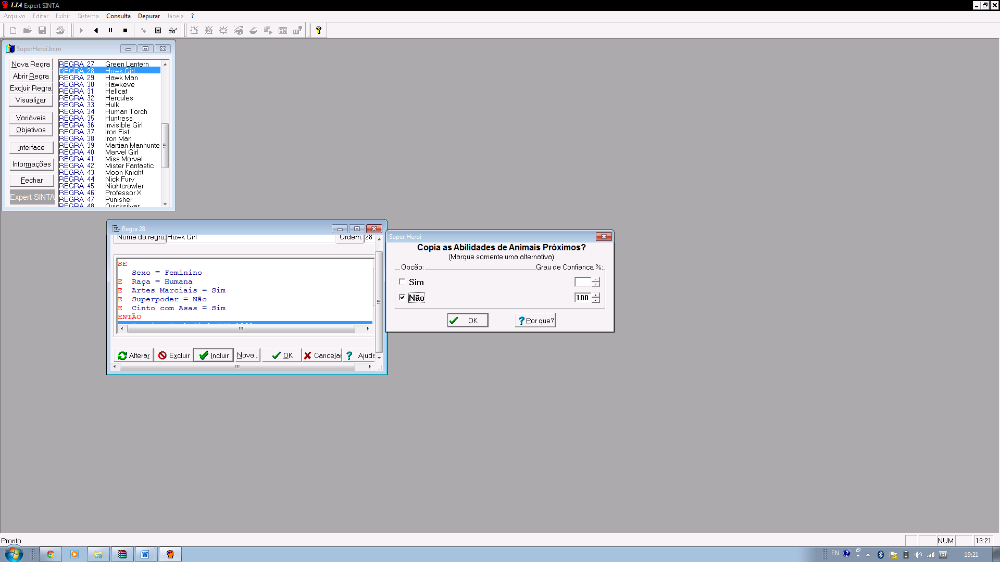 LIA Expert SINTA
Arquivo Editar Exibir Sistema Consulta Depurar Janela ?
SuperHeroi.bcm
Nova Regra
Abrir Regra
Excluir Regra
Visualizar
Variáveis
Objetivos
Interface
Informações
Fechar
Expert SINTA
REGRA 27 Green Lantern
REGRA 28 Hawk Girl
REGRA 29 Hawk Man
REGRA 30 Hawkeye
REGRA 31 Hellcat
REGRA 32 Hercules
REGRA 33 Hulk
REGRA 34 Human Torch
REGRA 35 Huntress
REGRA 36 Invisible Girl
REGRA 37 Iron Fist
REGRA 38 Iron Man
REGRA 39 Martian Manhunte
REGRA 40 Marvel Girl
REGRA 41 Miss Marvel
REGRA 42 Mister Fantastic
REGRA 43 Moon Knight
REGRA 44 Nick Fury
REGRA 45 Nightcrawler
REGRA 46 Professor X
REGRA 47 Punisher
REGRA 48 Quicksilver
Regra 28
Nome da regra: Hawk Girl Ordem: 28
SE
Sexo = Feminino
E Raça = Humana
E Artes Marciais = Sim
E Superpoder = Não
E Cinto com Asas = Sim
ENTÃO
Alterar Excluir Incluir Nova... OK Cancelar Ajuda
Super Heroi
Copia as Abilidades de Animais Próximos?
(Marque somente uma alternativa)
Opção: Grau de Confiança %:
Sim
Não 100
OK Por que?
Pronto. NUM 19:21
EN 19:21